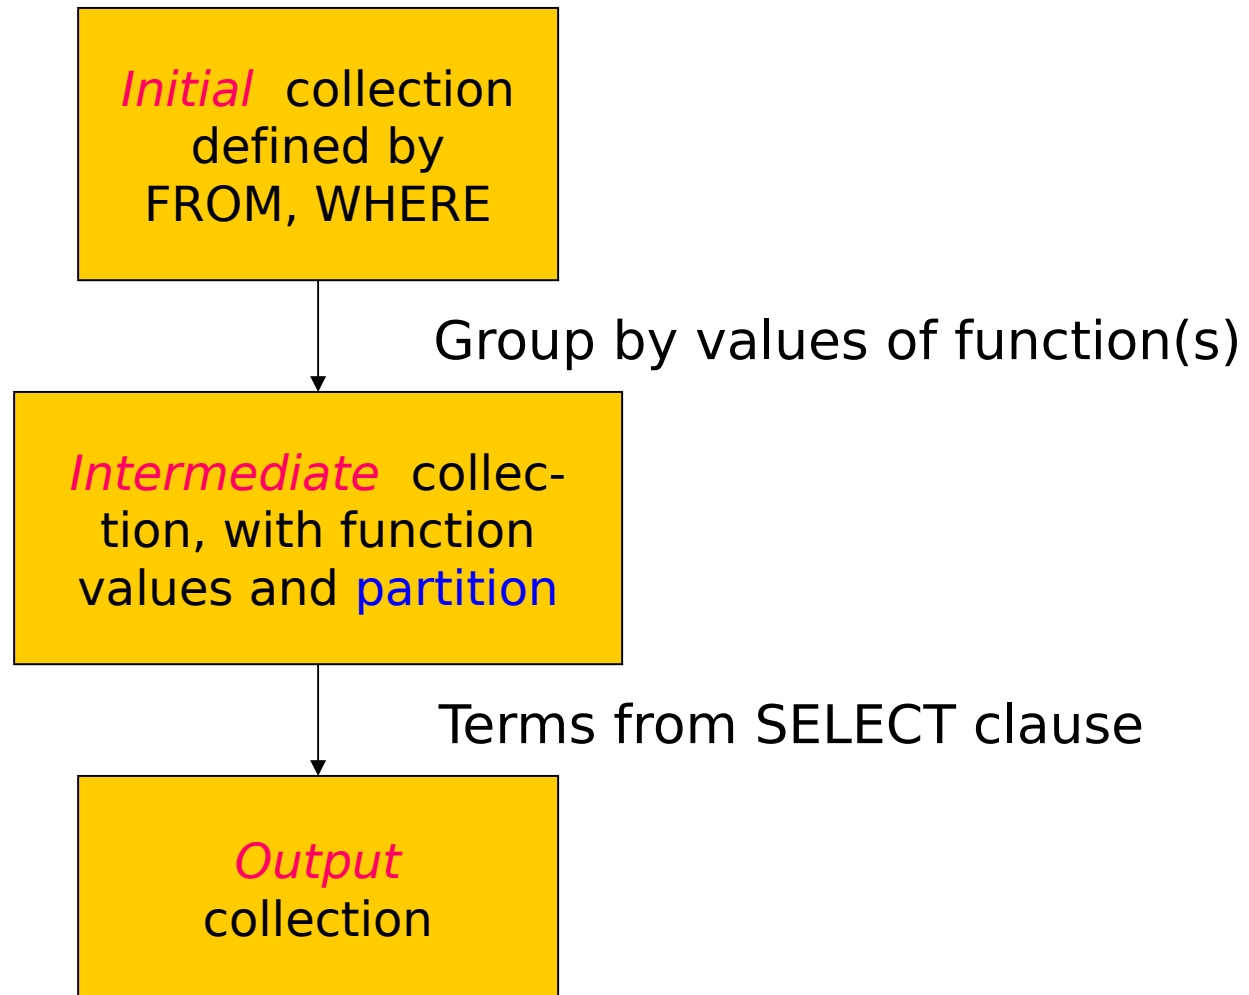 Initial collection
defined by
FROM, WHERE
Group by values of function(s)
Intermediate collec-
tion, with function
values and partition
Terms from SELECT clause
Output
collection